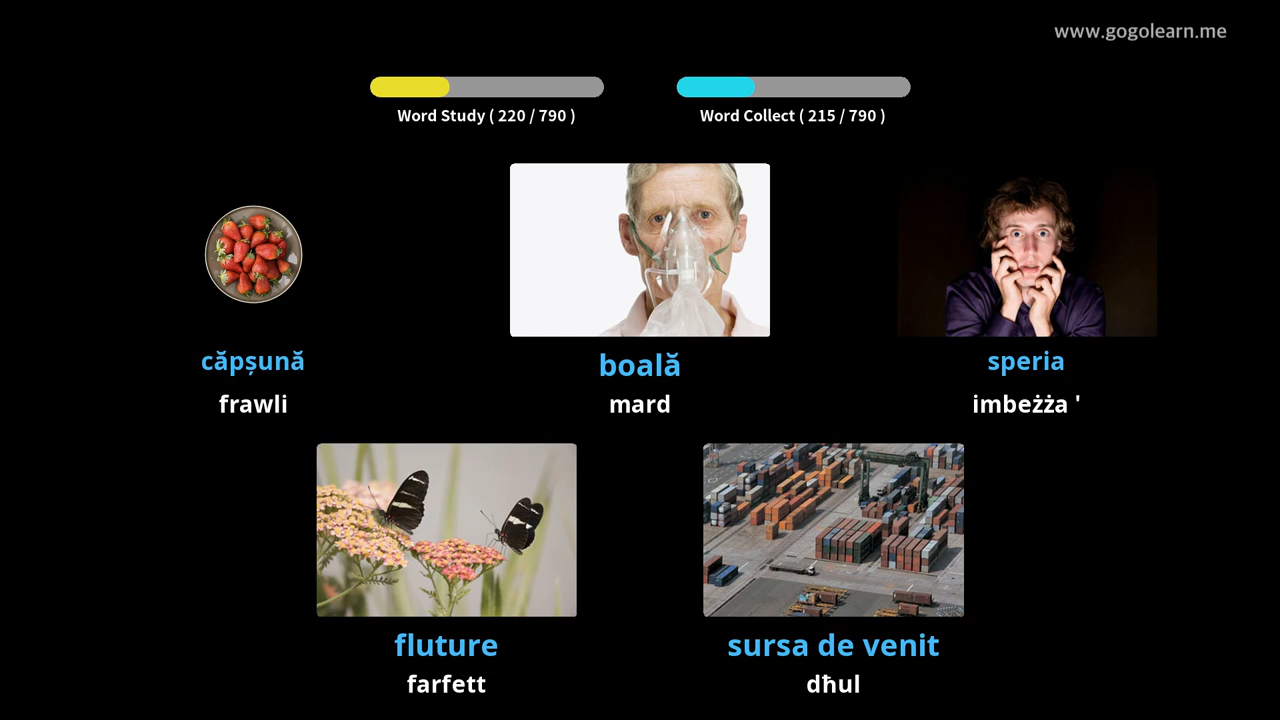 www.gogolearn.me
Word Study ( 220 / 790 )
Word Collect ( 215 / 790 )
căpșună
frawli
boală
mard
speria
imbeżża '
fluture
farfett
sursa de venit
dħul